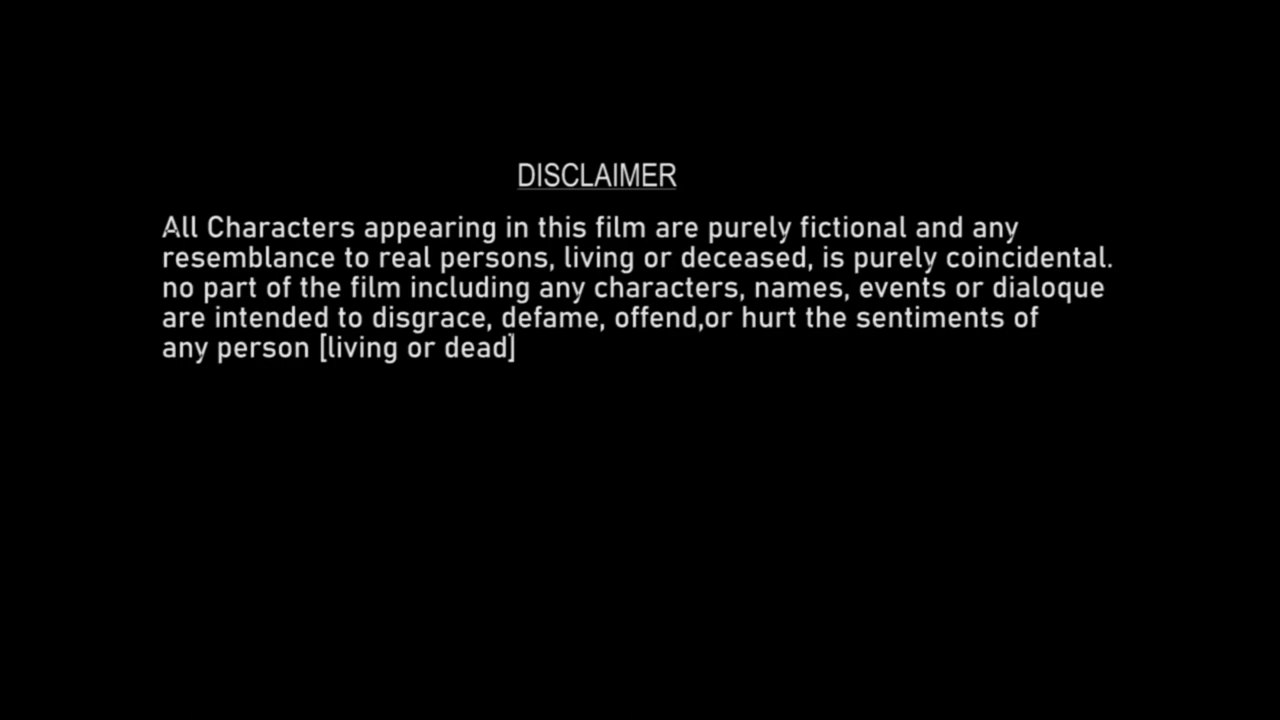 DISCLAIMER
All Characters appearing in this film are purely fictional and any
resemblance to real persons, living or deceased, is purely coincidental.
no part of the film including any characters, names, events or dialoque
are intended to disgrace, defame, offend,or hurt the sentiments of
any person [living or dead]